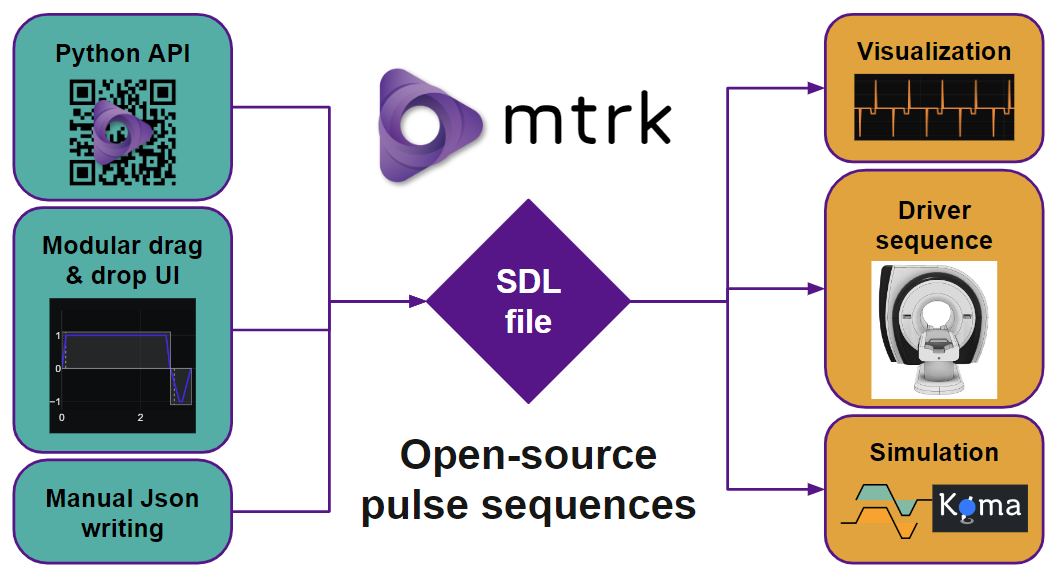 Python API
Modular drag
& drop UI
1
0
−1
0
2
Manual Json
writing
mtrk
SDL
file
Open-source
pulse sequences
Visualization
Driver
sequence
Simulation
Koma